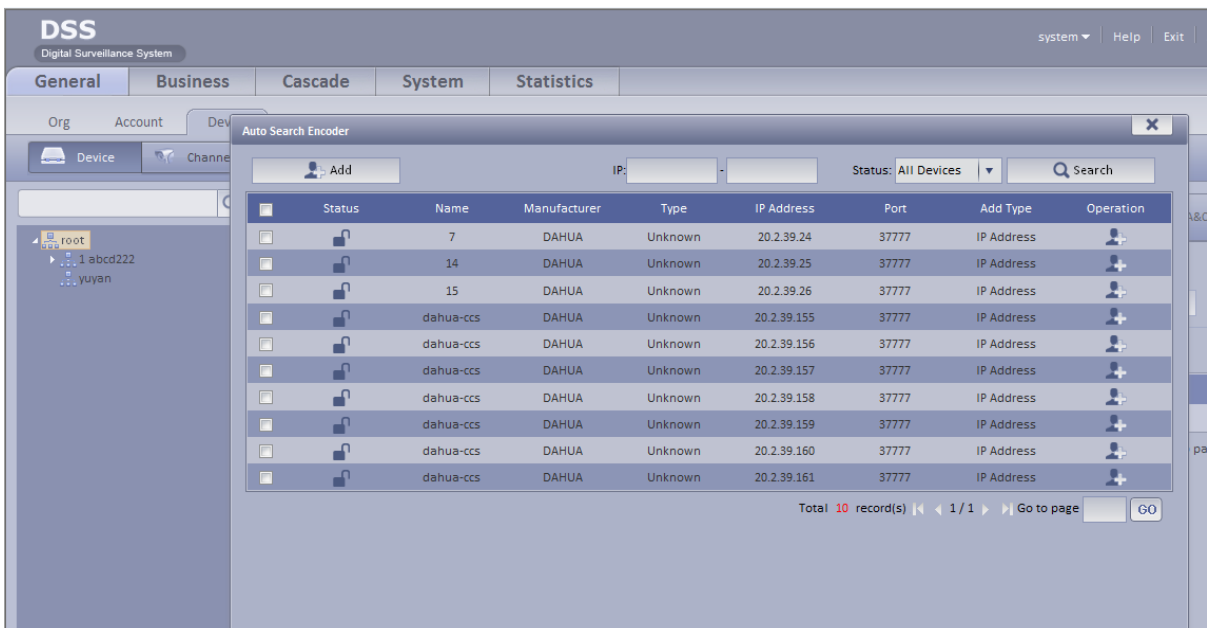 DSS
Digital Surveillance System
system Help Exit
General Business Cascade System Statistics
Org Account Dev
Auto Search Encoder
Device Channe
Add IP: - Status: All Devices Search
Status Name Manufacturer Type IP Address Port Add Type Operation
7 DAHUA Unknown 20.2.39.24 37777 IP Address
14 DAHUA Unknown 20.2.39.25 37777 IP Address
15 DAHUA Unknown 20.2.39.26 37777 IP Address
dahua-ccs DAHUA Unknown 20.2.39.155 37777 IP Address
dahua-ccs DAHUA Unknown 20.2.39.156 37777 IP Address
dahua-ccs DAHUA Unknown 20.2.39.157 37777 IP Address
dahua-ccs DAHUA Unknown 20.2.39.158 37777 IP Address
dahua-ccs DAHUA Unknown 20.2.39.159 37777 IP Address
dahua-ccs DAHUA Unknown 20.2.39.160 37777 IP Address
dahua-ccs DAHUA Unknown 20.2.39.161 37777 IP Address
Total 10 record(s) 1 / 1 Go to page GO
root
1 abcd222
yuyan
A&C
pa